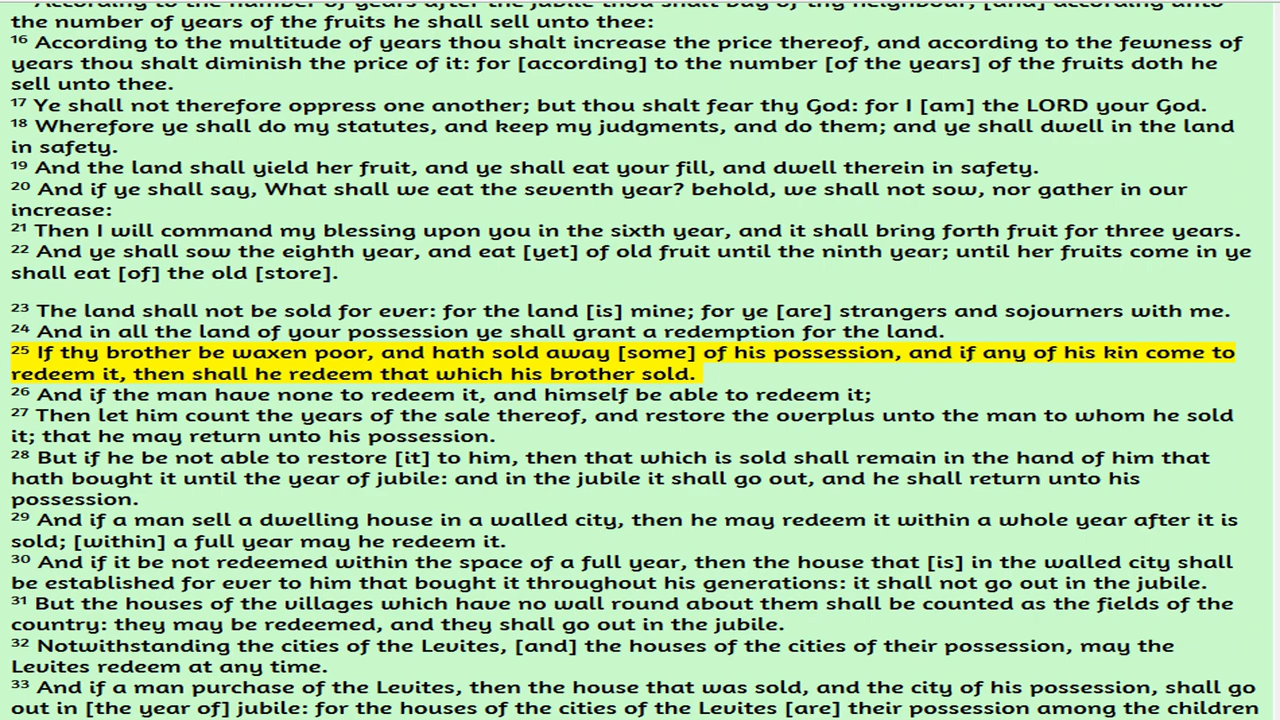 According to the number of years after the jubile thou shalt buy of thy neighbour, [and] according unto
the number of years of the fruits he shall sell unto thee:
16 According to the multitude of years thou shalt increase the price thereof, and according to the fewness of
years thou shalt diminish the price of it: for [according] to the number [of the years] of the fruits doth he
sell unto thee.
17 Ye shall not therefore oppress one another; but thou shalt fear thy God: for I [am] the LORD your God.
18 Wherefore ye shall do my statutes, and keep my judgments, and do them; and ye shall dwell in the land
in safety.
19 And the land shall yield her fruit, and ye shall eat your fill, and dwell therein in safety.
20 And if ye shall say, What shall we eat the seventh year? behold, we shall not sow, nor gather in our
increase:
21 Then I will command my blessing upon you in the sixth year, and it shall bring forth fruit for three years.
22 And ye shall sow the eighth year, and eat [yet] of old fruit until the ninth year; until her fruits come in ye
shall eat [of] the old [store].
23 The land shall not be sold for ever: for the land [is] mine; for ye [are] strangers and sojourners with me.
24 And in all the land of your possession ye shall grant a redemption for the land.
25 If thy brother be waxen poor, and hath sold away [some] of his possession, and if any of his kin come to
redeem it, then shall he redeem that which his brother sold.
26 And if the man have none to redeem it, and himself be able to redeem it;
27 Then let him count the years of the sale thereof, and restore the overplus unto the man to whom he sold
it; that he may return unto his possession.
28 But if he be not able to restore [it] to him, then that which is sold shall remain in the hand of him that
hath bought it until the year of jubile: and in the jubile it shall go out, and he shall return unto his
possession.
29 And if a man sell a dwelling house in a walled city, then he may redeem it within a whole year after it is
sold; [within] a full year may he redeem it.
30 And if it be not redeemed within the space of a full year, then the house that [is] in the walled city shall
be established for ever to him that bought it throughout his generations: it shall not go out in the jubile.
31 But the houses of the villages which have no wall round about them shall be counted as the fields of the
country: they may be redeemed, and they shall go out in the jubile.
32 Notwithstanding the cities of the Levites, [and] the houses of the cities of their possession, may the
Levites redeem at any time.
33 And if a man purchase of the Levites, then the house that was sold, and the city of his possession, shall go
out in [the year of] jubile: for the houses of the cities of the Levites [are] their possession among the children